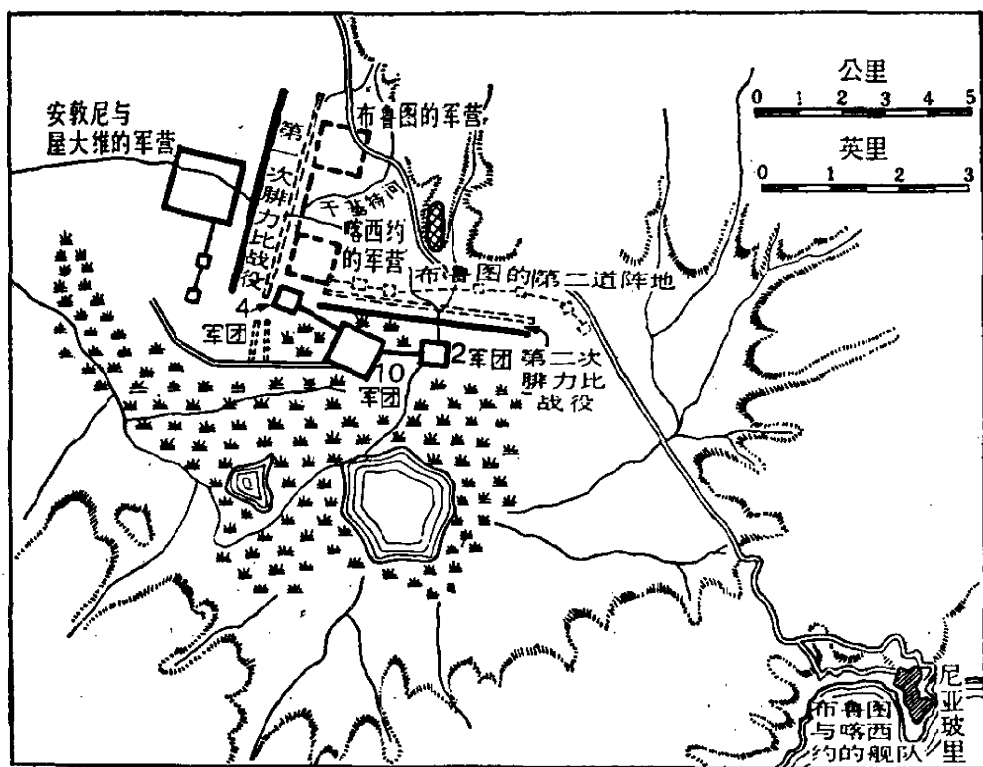 公里
0 1 2 3 4 5
英里
0 1 2 3
安敦尼与
屋大维的军营
布鲁图的军营
第一次腓力比战役
喀西约
的军营
布鲁图的第二道阵地
4
军团
10
军团
2军团
第二次
腓力比
战役
尼亚玻里
布鲁图
与喀西
约的舰队